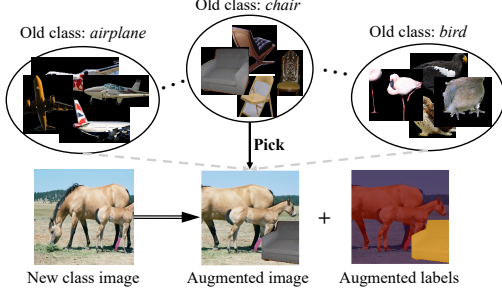 Old class: chair
Old class: airplane
Old class: bird
Pick
New class image
Augmented image
+
Augmented labels